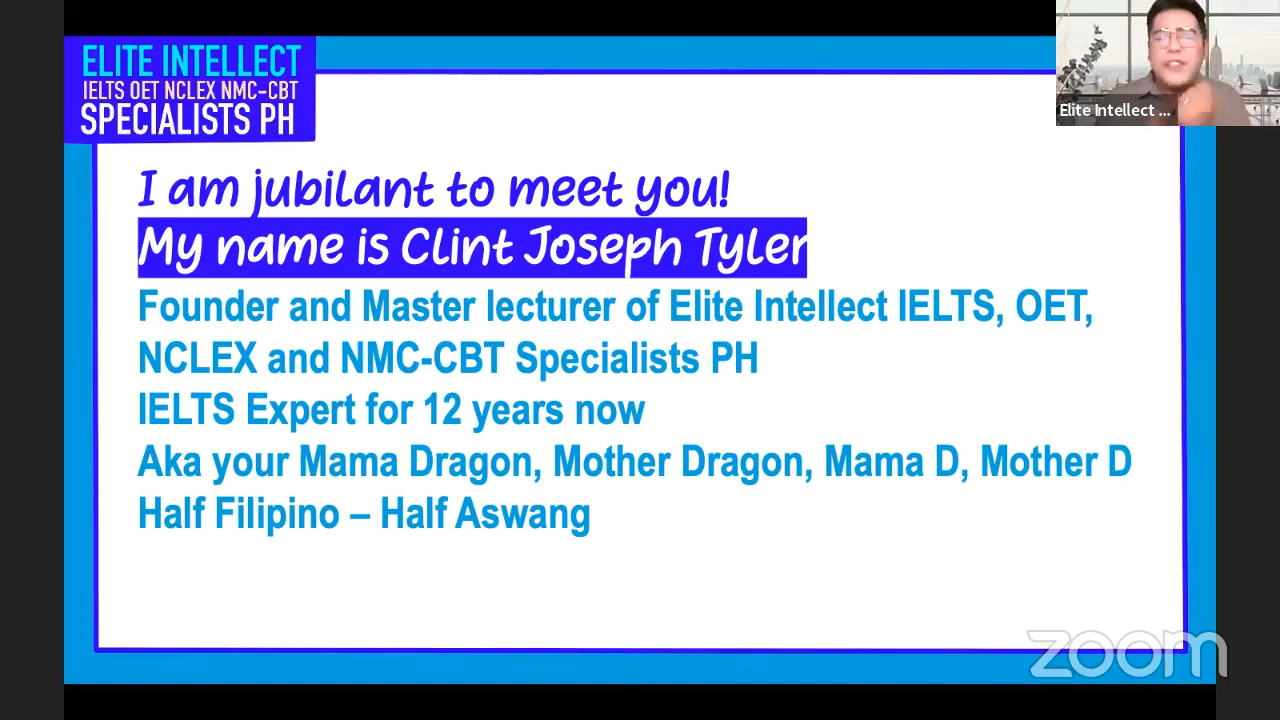 ELITE INTELLECT
IELTS OET NCLEX NMC-CBT
SPECIALISTS PH
Elite Intellect ...
I am jubilant to meet you!
My name is Clint Joseph Tyler
Founder and Master lecturer of Elite Intellect IELTS, OET,
NCLEX and NMC-CBT Specialists PH
IELTS Expert for 12 years now
Aka your Mama Dragon, Mother Dragon, Mama D, Mother D
Half Filipino – Half Aswang
zoom